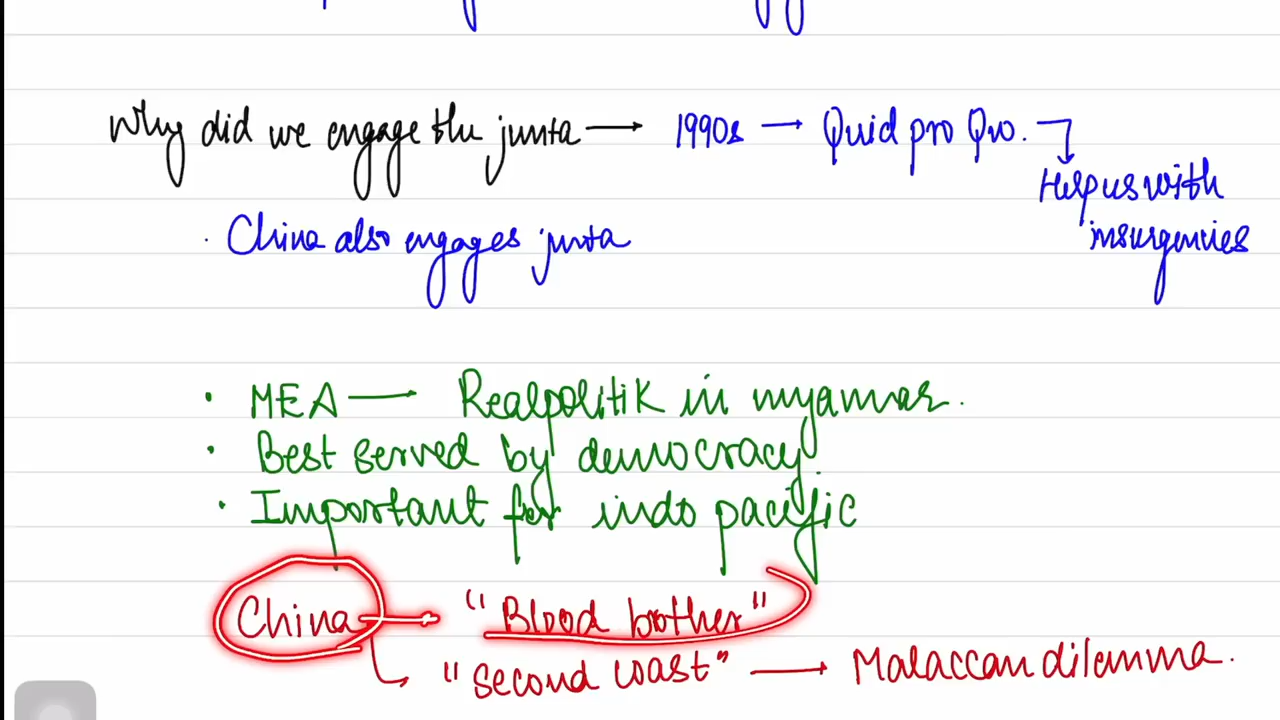 Why did we engage the junta → 1990s → Quid pro Quo.
Help us with
insurgencies
· China also engages junta
· MEA — Realpolitik in myanmar.
· Best served by democracy.
· Important for indo pacific
China → "Blood brother"
"Second coast" → Malaccan dilemma.